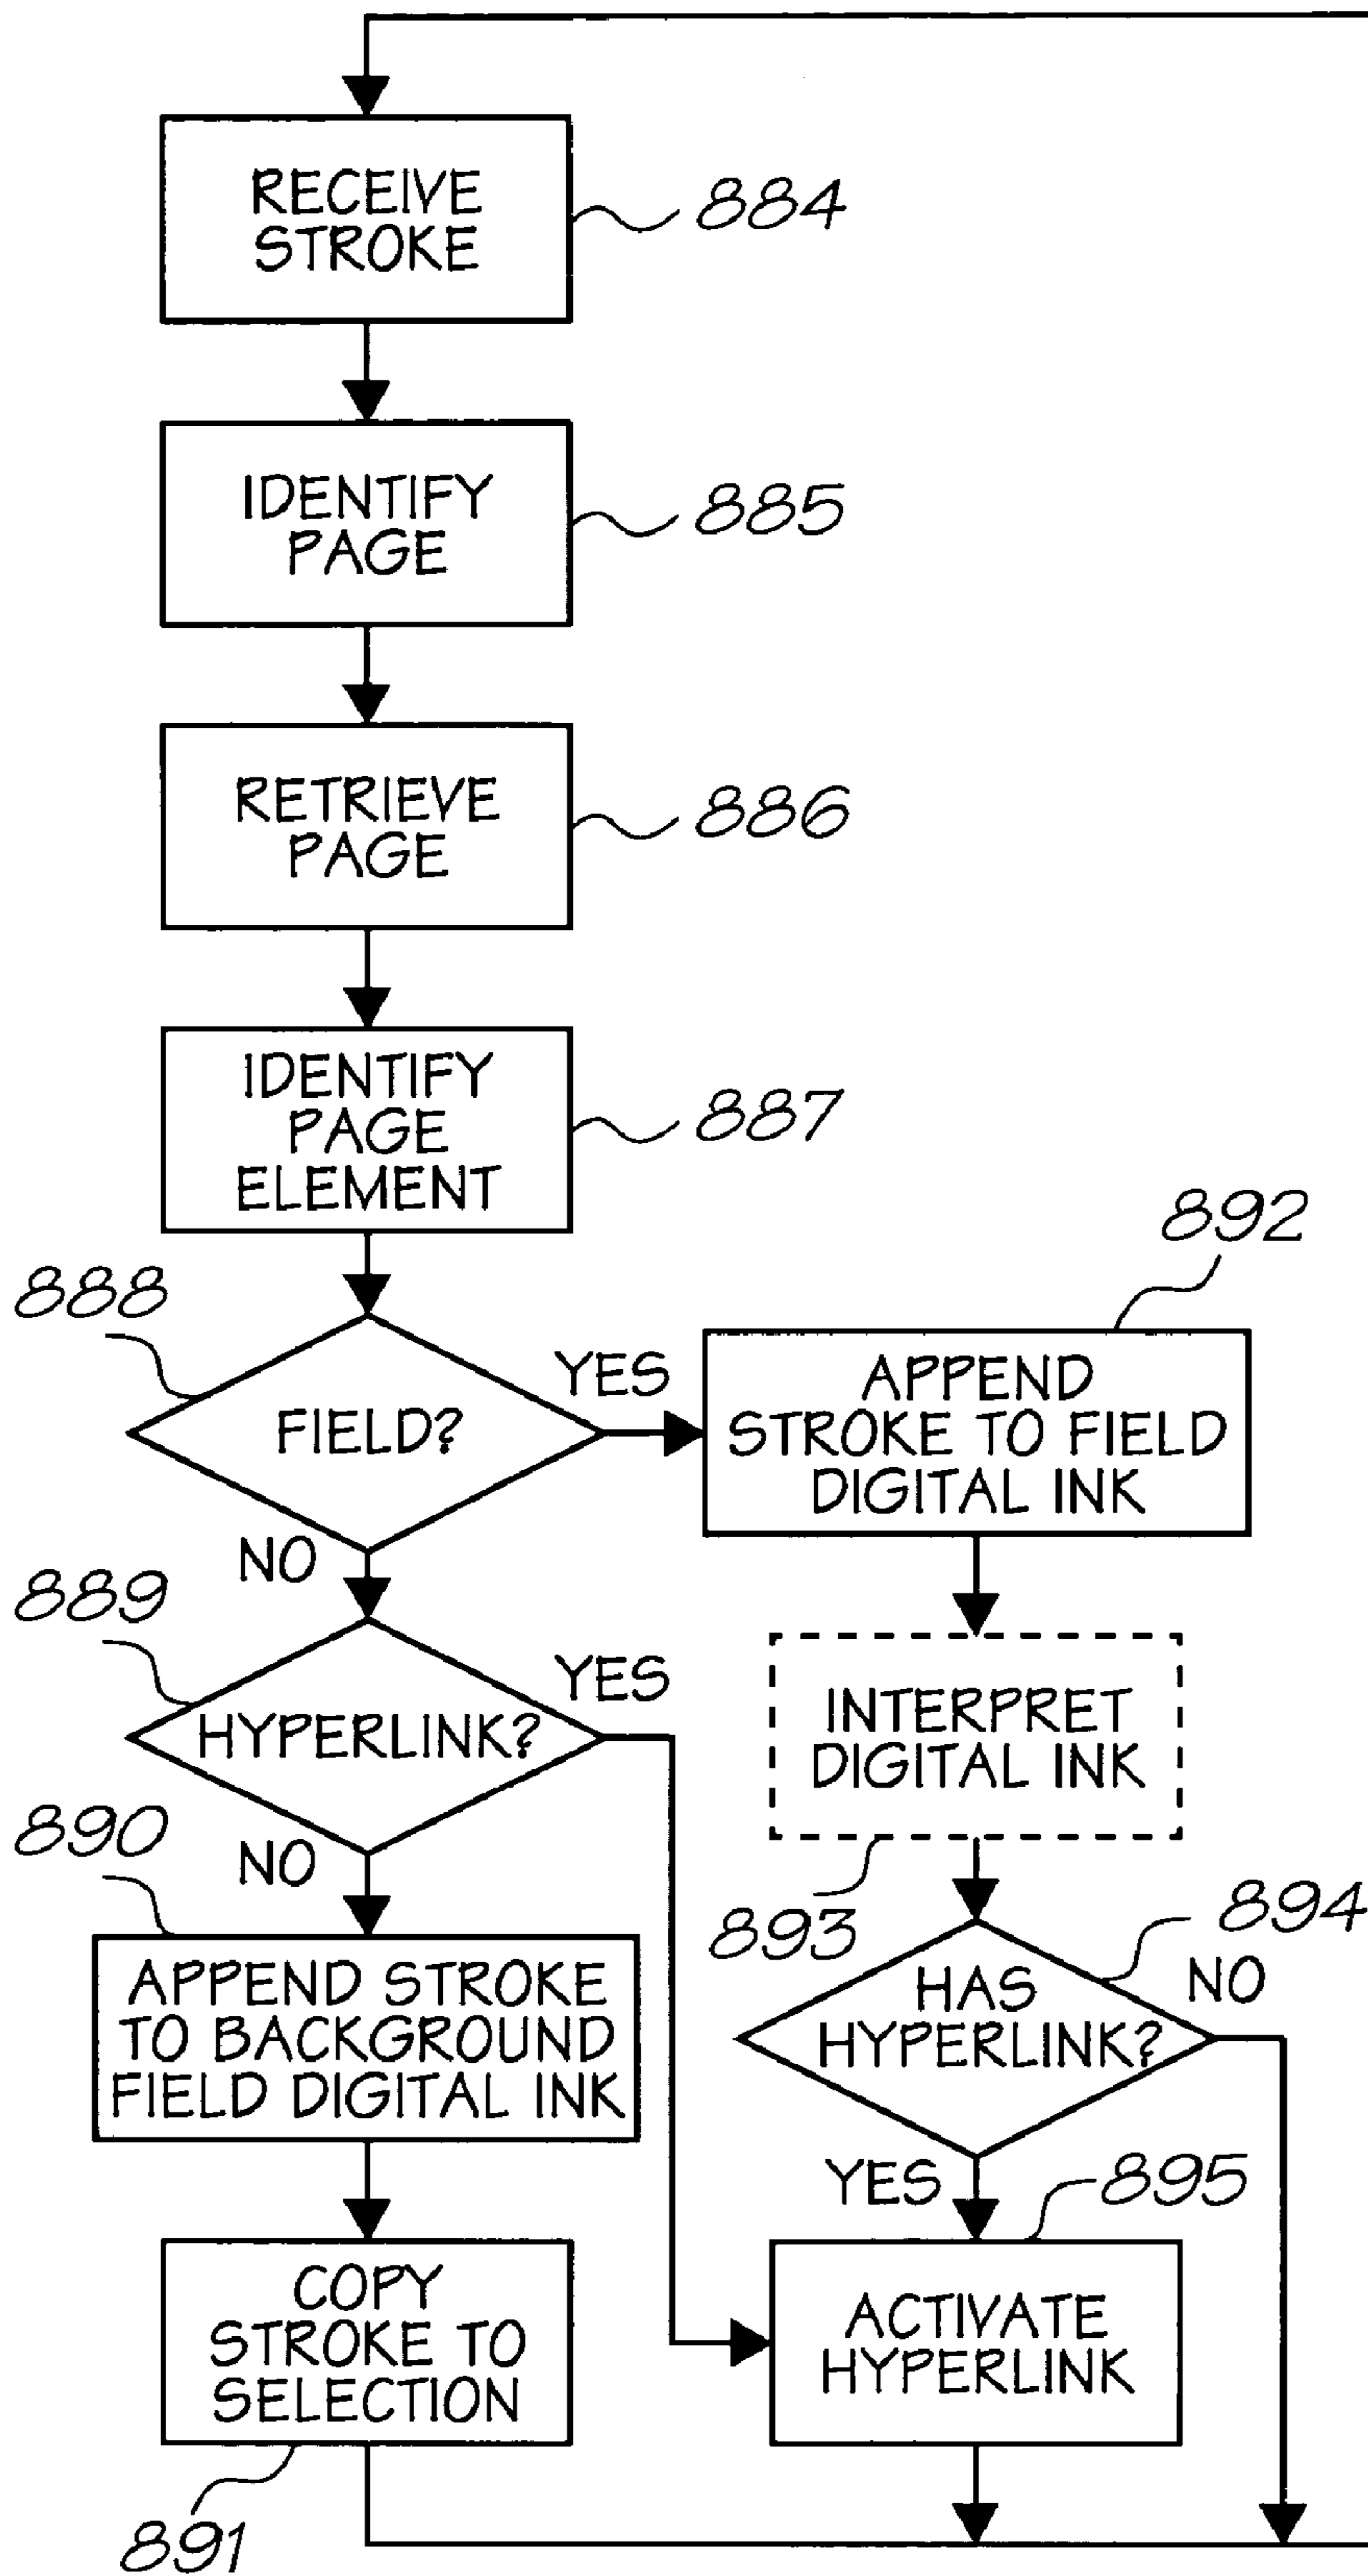 RECEIVE
STROKE
884
IDENTIFY
PAGE
885
RETRIEVE
PAGE
886
IDENTIFY
PAGE
ELEMENT
887
888
FIELD?
YES
NO
892
APPEND
STROKE TO FIELD
DIGITAL INK
889
HYPERLINK?
YES
NO
INTERPRET
DIGITAL INK
893
890
APPEND STROKE
TO BACKGROUND
FIELD DIGITAL INK
894
HAS
HYPERLINK?
NO
YES
895
COPY
STROKE TO
SELECTION
891
ACTIVATE
HYPERLINK